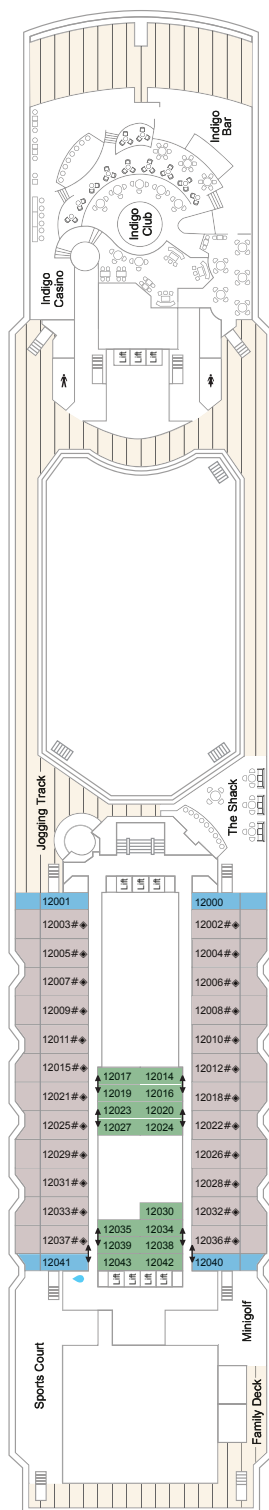 Indigo
Bar
Indigo
Club
Indigo
Casino
Lift Lift Lift
Jogging Track
The Shack
Lift Lift Lift Lift
12001 12000
12003#◈ 12002#◈
12005#◈ 12004#◈
12007#◈ 12006#◈
12009#◈ 12008#◈
12011#◈ 12010#◈
12015#◈ 12017 12014 12012#◈
12021#◈ 12019 12016 12018#◈
12025#◈ 12023 12020 12022#◈
12027 12024
12029#◈ 12026#◈
12031#◈ 12028#◈
12033#◈ 12030 12032#◈
12037#◈ 12035 12034 12036#◈
12039 12038
12041 12043 12042 12040
Lift Lift Lift Lift
Sports Court
Minigolf
Family Deck